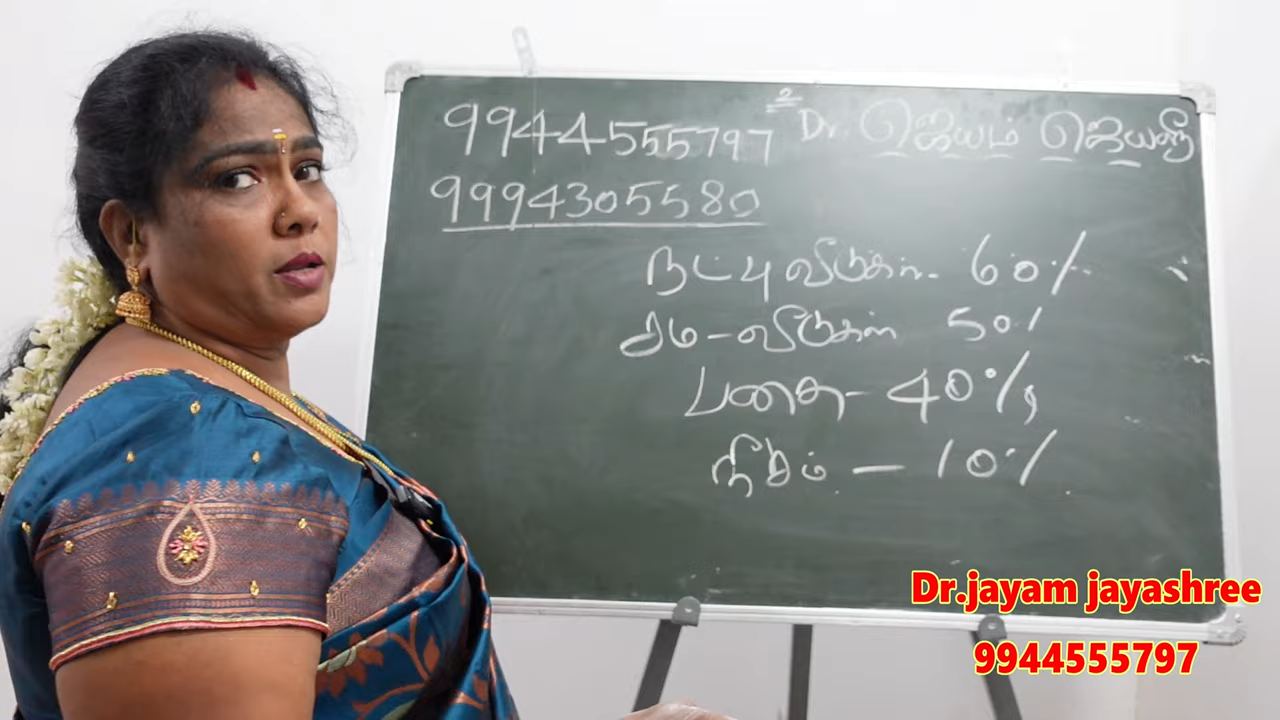 2
9944555797 Dr. ஜெயம் ஜெயஸ்ரீ
9994305580
நட்பு வீடுகள் - 60%
சம - வீடுகள் 50%
பகை - 40%,
நீசம் - 10%
Dr.jayam jayashree
9944555797